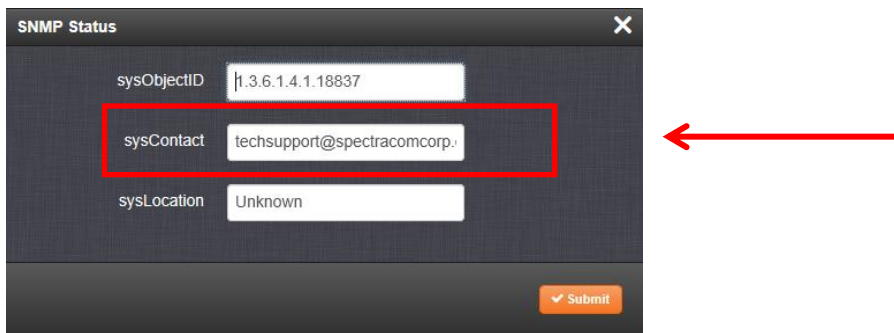 SNMP Status
sysObjectID 1.3.6.1.4.1.18837
sysContact techsupport@spectracomcorp.
sysLocation Unknown
Submit